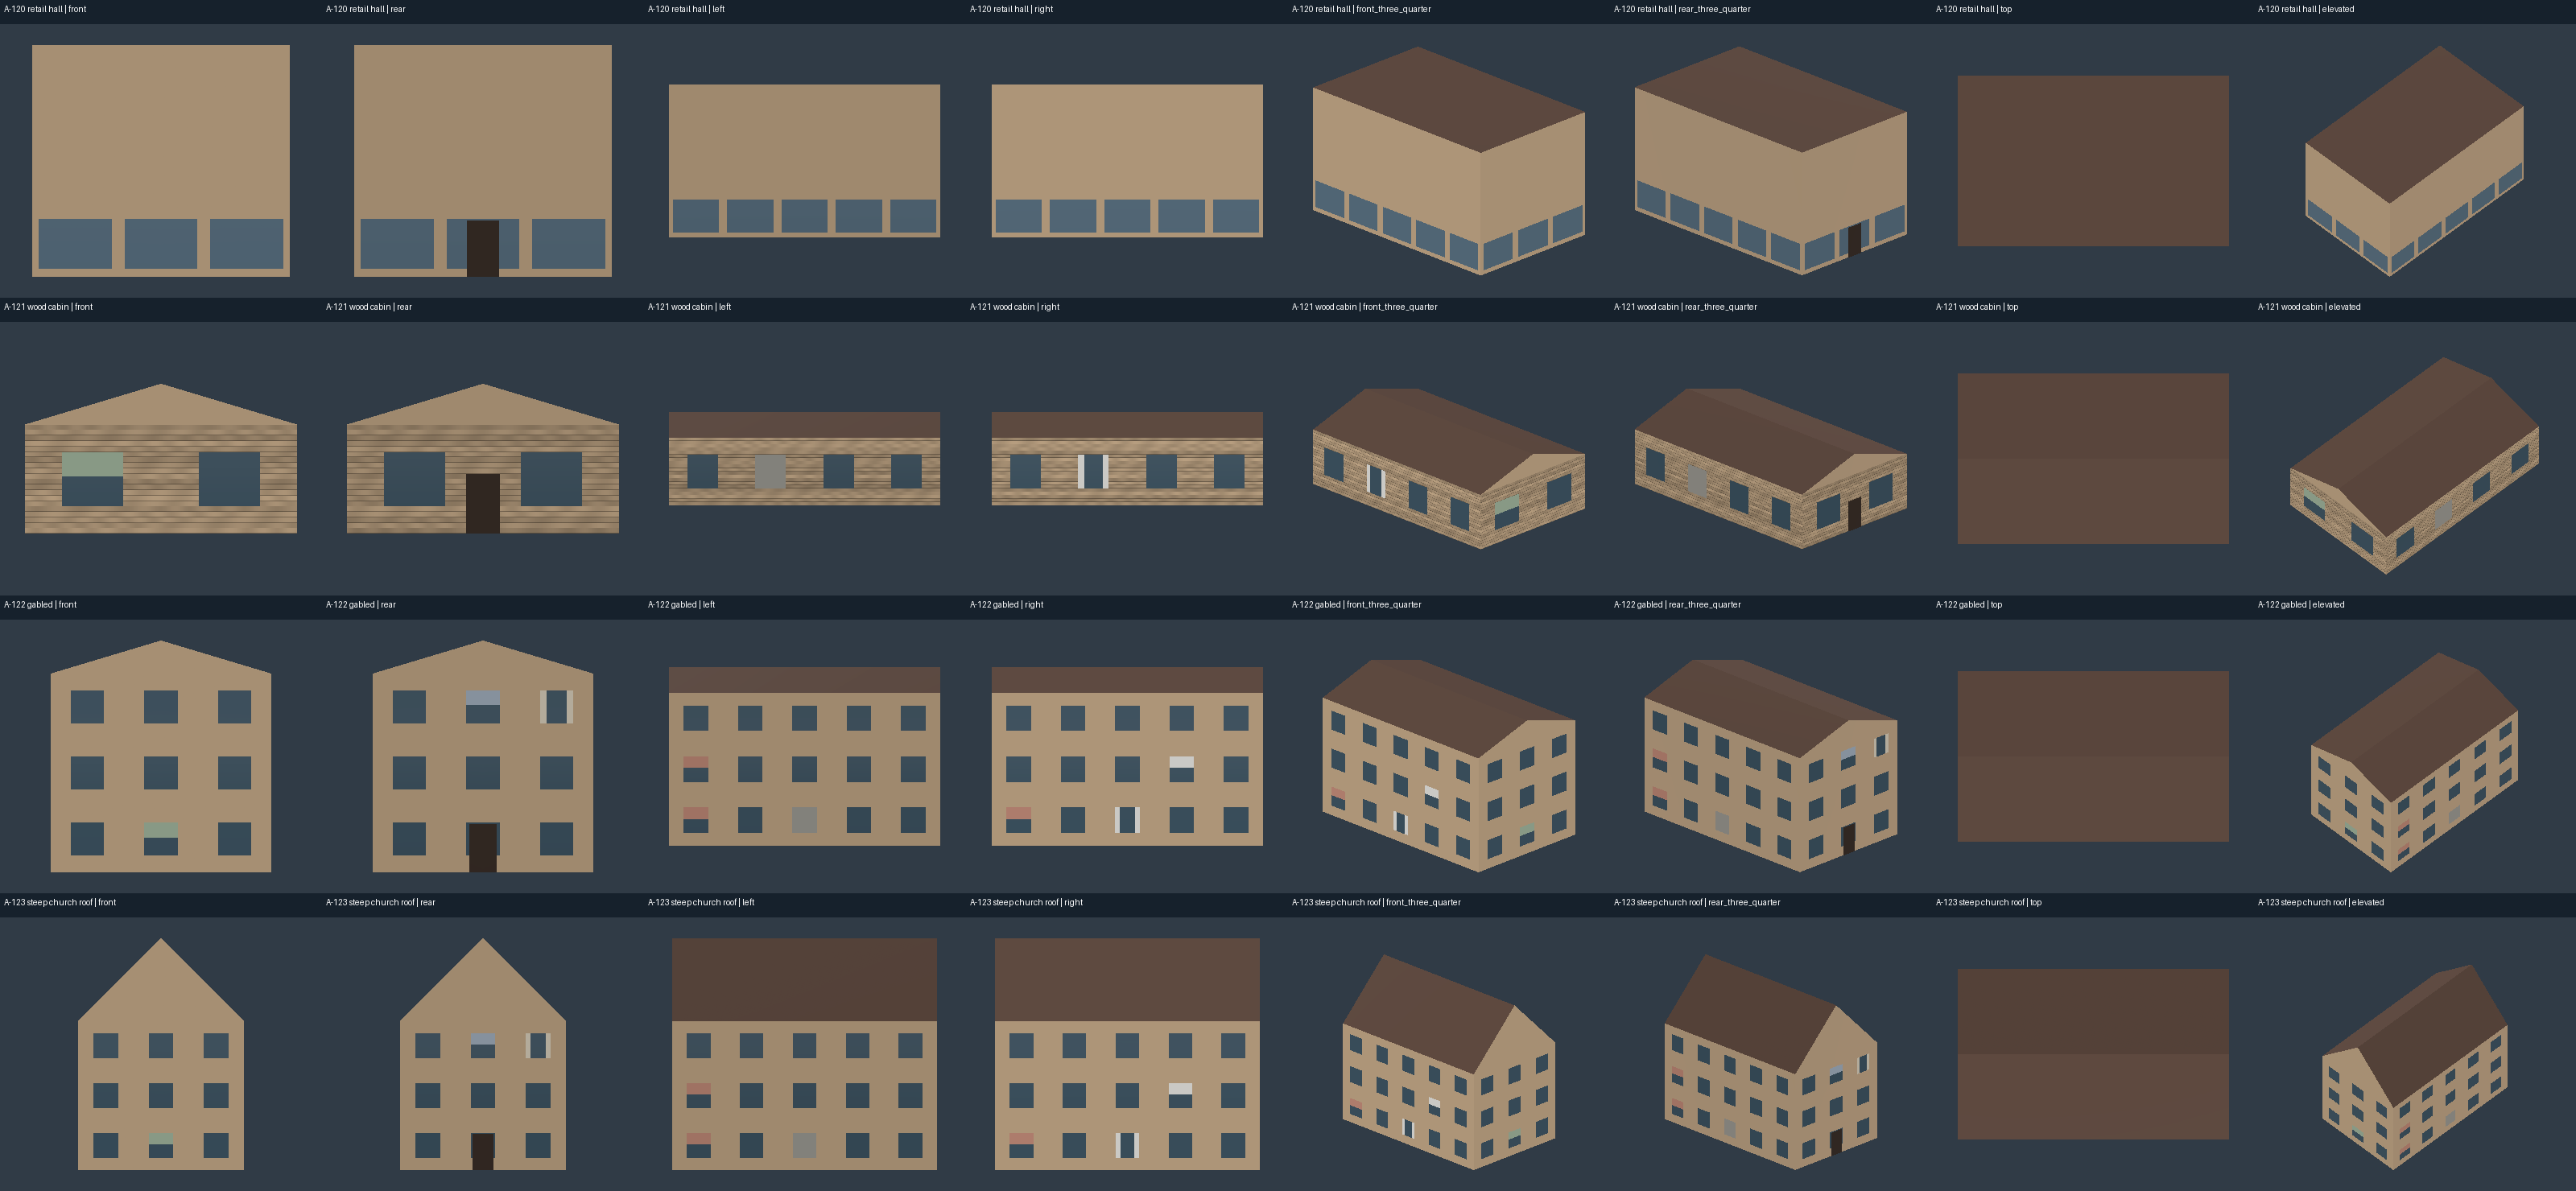 A-120 retail hall | front
A-120 retail hall | rear
A-120 retail hall | left
A-120 retail hall | right
A-120 retail hall | front_three_quarter
A-120 retail hall | rear_three_quarter
A-120 retail hall | top
A-120 retail hall | elevated
A-121 wood cabin | front
A-121 wood cabin | rear
A-121 wood cabin | left
A-121 wood cabin | right
A-121 wood cabin | front_three_quarter
A-121 wood cabin | rear_three_quarter
A-121 wood cabin | top
A-121 wood cabin | elevated
A-122 gabled | front
A-122 gabled | rear
A-122 gabled | left
A-122 gabled | right
A-122 gabled | front_three_quarter
A-122 gabled | rear_three_quarter
A-122 gabled | top
A-122 gabled | elevated
A-123 steep church roof | front
A-123 steep church roof | rear
A-123 steep church roof | left
A-123 steep church roof | right
A-123 steep church roof | front_three_quarter
A-123 steep church roof | rear_three_quarter
A-123 steep church roof | top
A-123 steep church roof | elevated